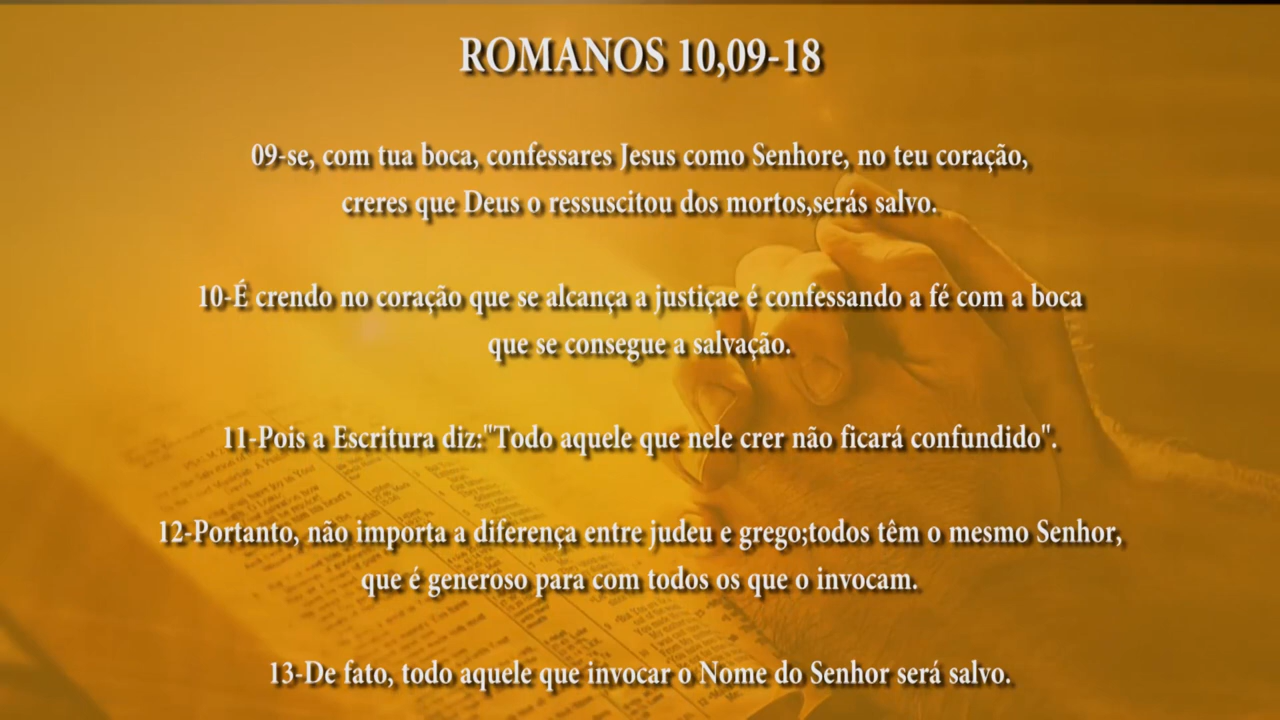 ROMANOS 10,09-18
09-se, com tua boca, confessares Jesus como Senhore, no teu coração,
creres que Deus o ressuscitou dos mortos,serás salvo.
10-É crendo no coração que se alcança a justiçae é confessando a fé com a boca
que se consegue a salvação.
11-Pois a Escritura diz:"Todo aquele que nele crer não ficará confundido".
12-Portanto, não importa a diferença entre judeu e grego;todos têm o mesmo Senhor,
que é generoso para com todos os que o invocam.
13-De fato, todo aquele que invocar o Nome do Senhor será salvo.